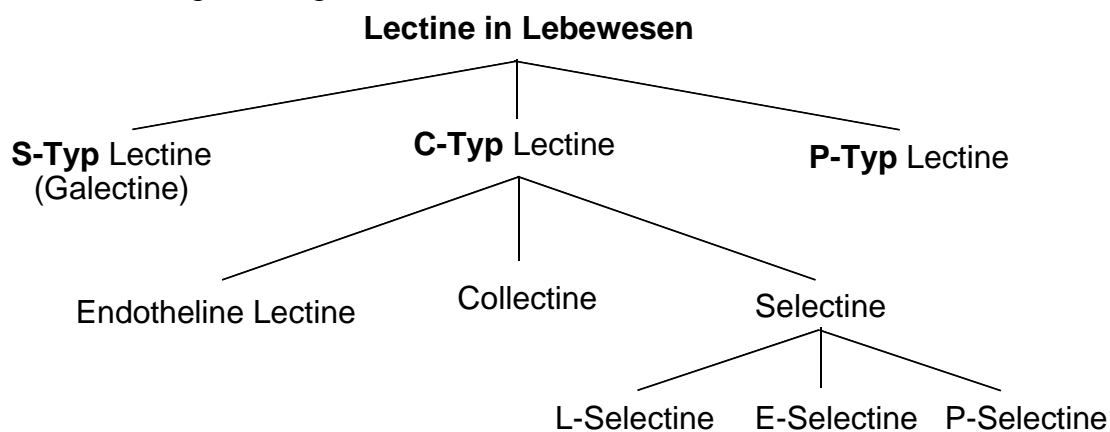 Lectine in Lebewesen
S-Typ Lectine
(Galectine)
C-Typ Lectine
P-Typ Lectine
Endotheline Lectine
Collectine
Selectine
L-Selectine
E-Selectine
P-Selectine